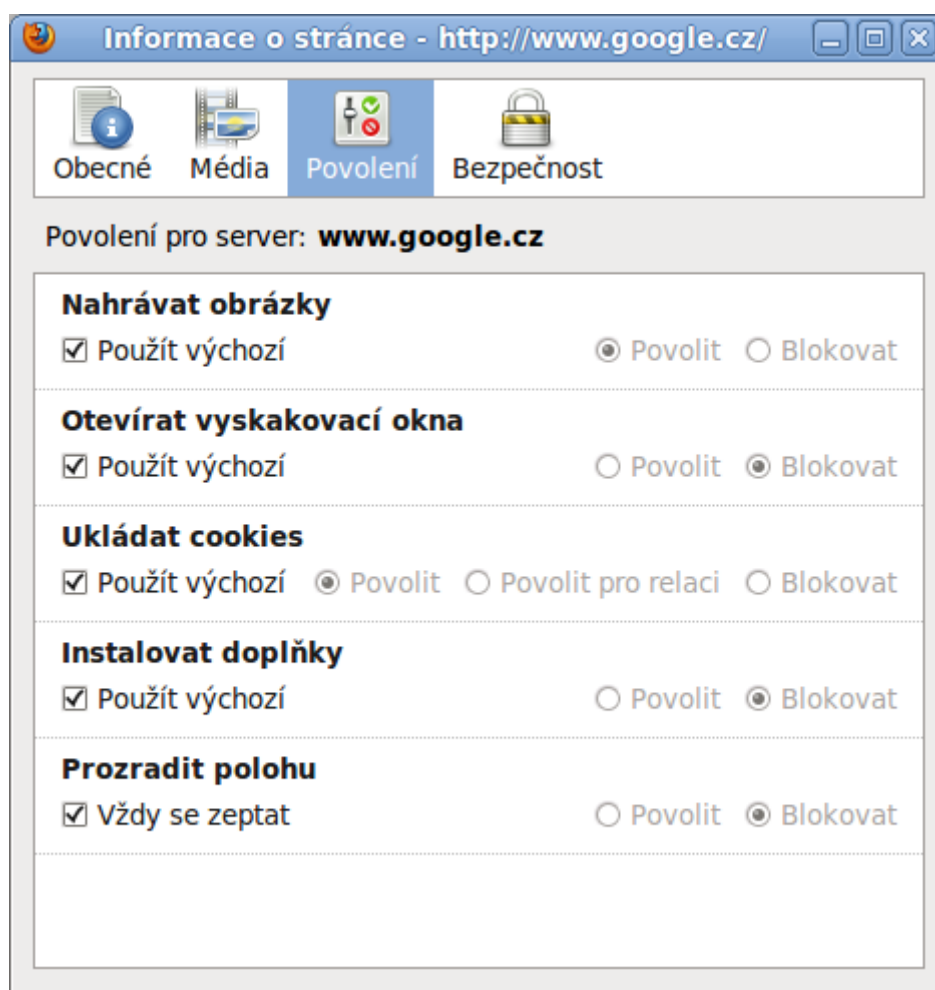 Informace o stránce - http://www.google.cz/
Obecné Média Povolení Bezpečnost
Povolení pro server: www.google.cz
Nahrávat obrázky
Použít výchozí Povolit Blokovat
Otevírat vyskakovací okna
Použít výchozí Povolit Blokovat
Ukládat cookies
Použít výchozí Povolit Povolit pro relaci Blokovat
Instalovat doplňky
Použít výchozí Povolit Blokovat
Prozradit polohu
Vždy se zeptat Povolit Blokovat